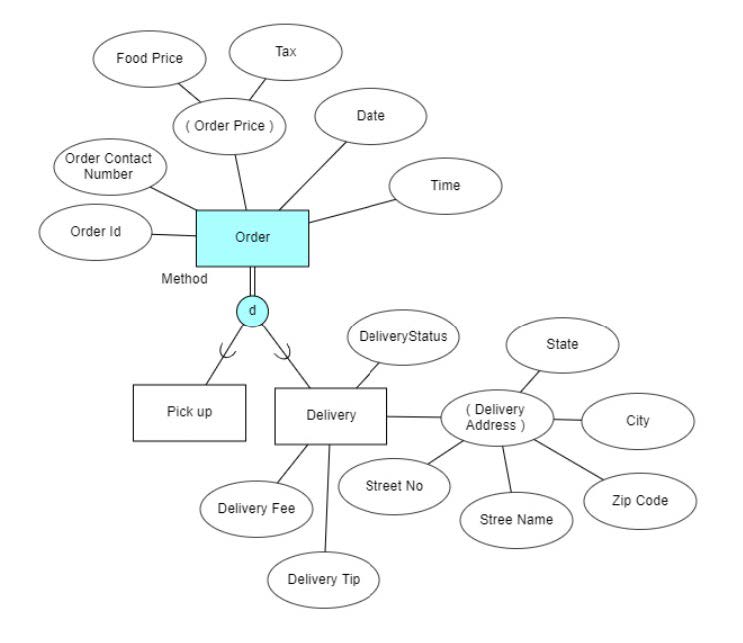 Food Price
Tax
( Order Price )
Date
Order Contact
Number
Time
Order Id
Order
Method
d
DeliveryStatus
State
Pick up
Delivery
( Delivery
Address )
City
Street No
Zip Code
Delivery Fee
Stree Name
Delivery Tip